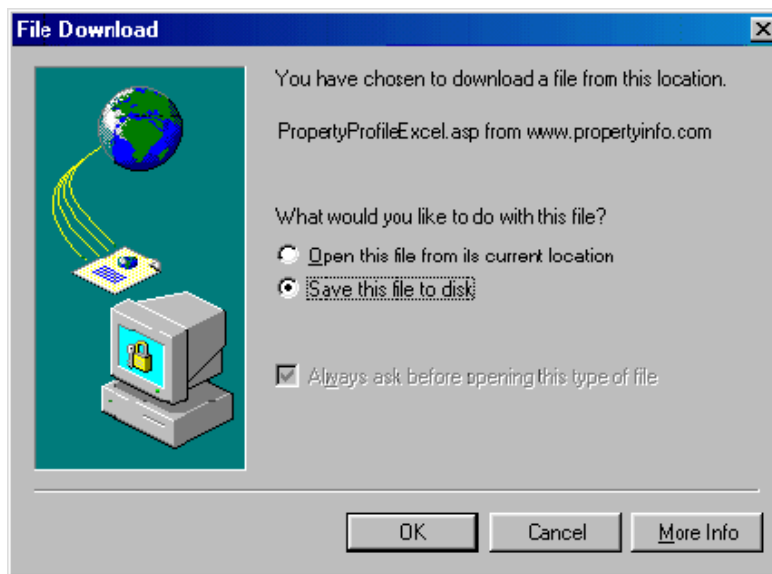 File Download
You have chosen to download a file from this location.
PropertyProfileExcel.asp from www.propertyinfo.com
What would you like to do with this file?
Open this file from its current location
Save this file to disk
Always ask before opening this type of file
OK
Cancel
More Info